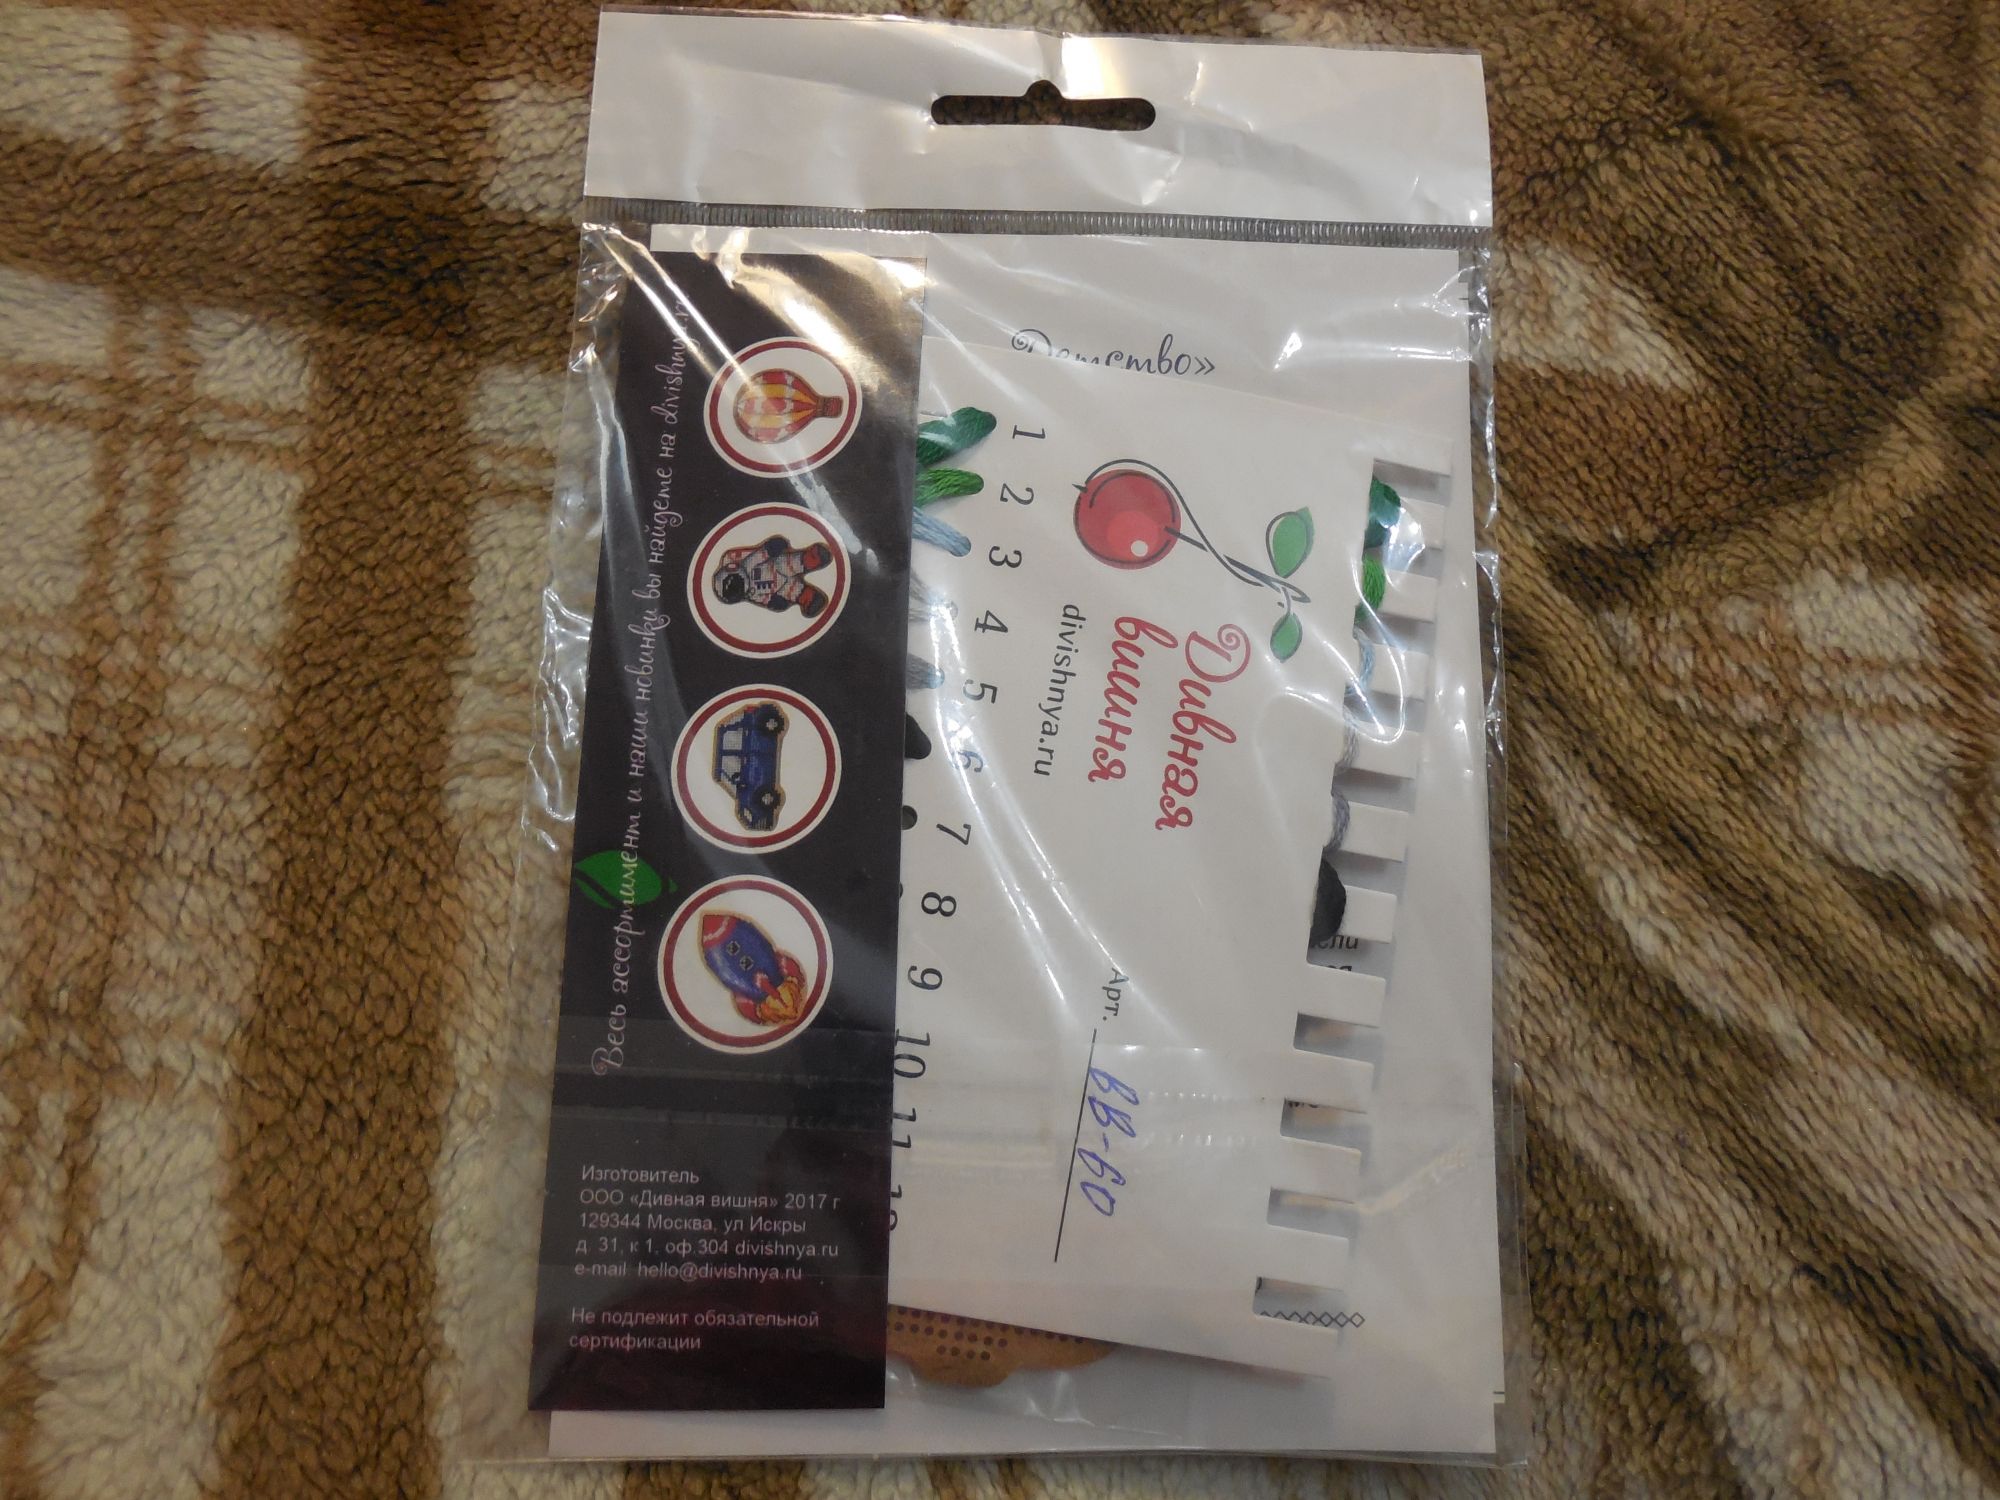 Весь ассортимент и наши новинки вы найдете на divishnya.r
Изготовитель
ООО «Дивная вишня» 2017 г
129344 Москва, ул Искры
д. 31, к 1, оф.304 divishnya.ru
e-mail hello@divishnya.ru
Не подлежит обязательной
сертификации
Детство»
Дивная
вишня
divishnya.ru
Арт. ВВ-60
1 2 3 4 5 6 7 8 9 10 11 12